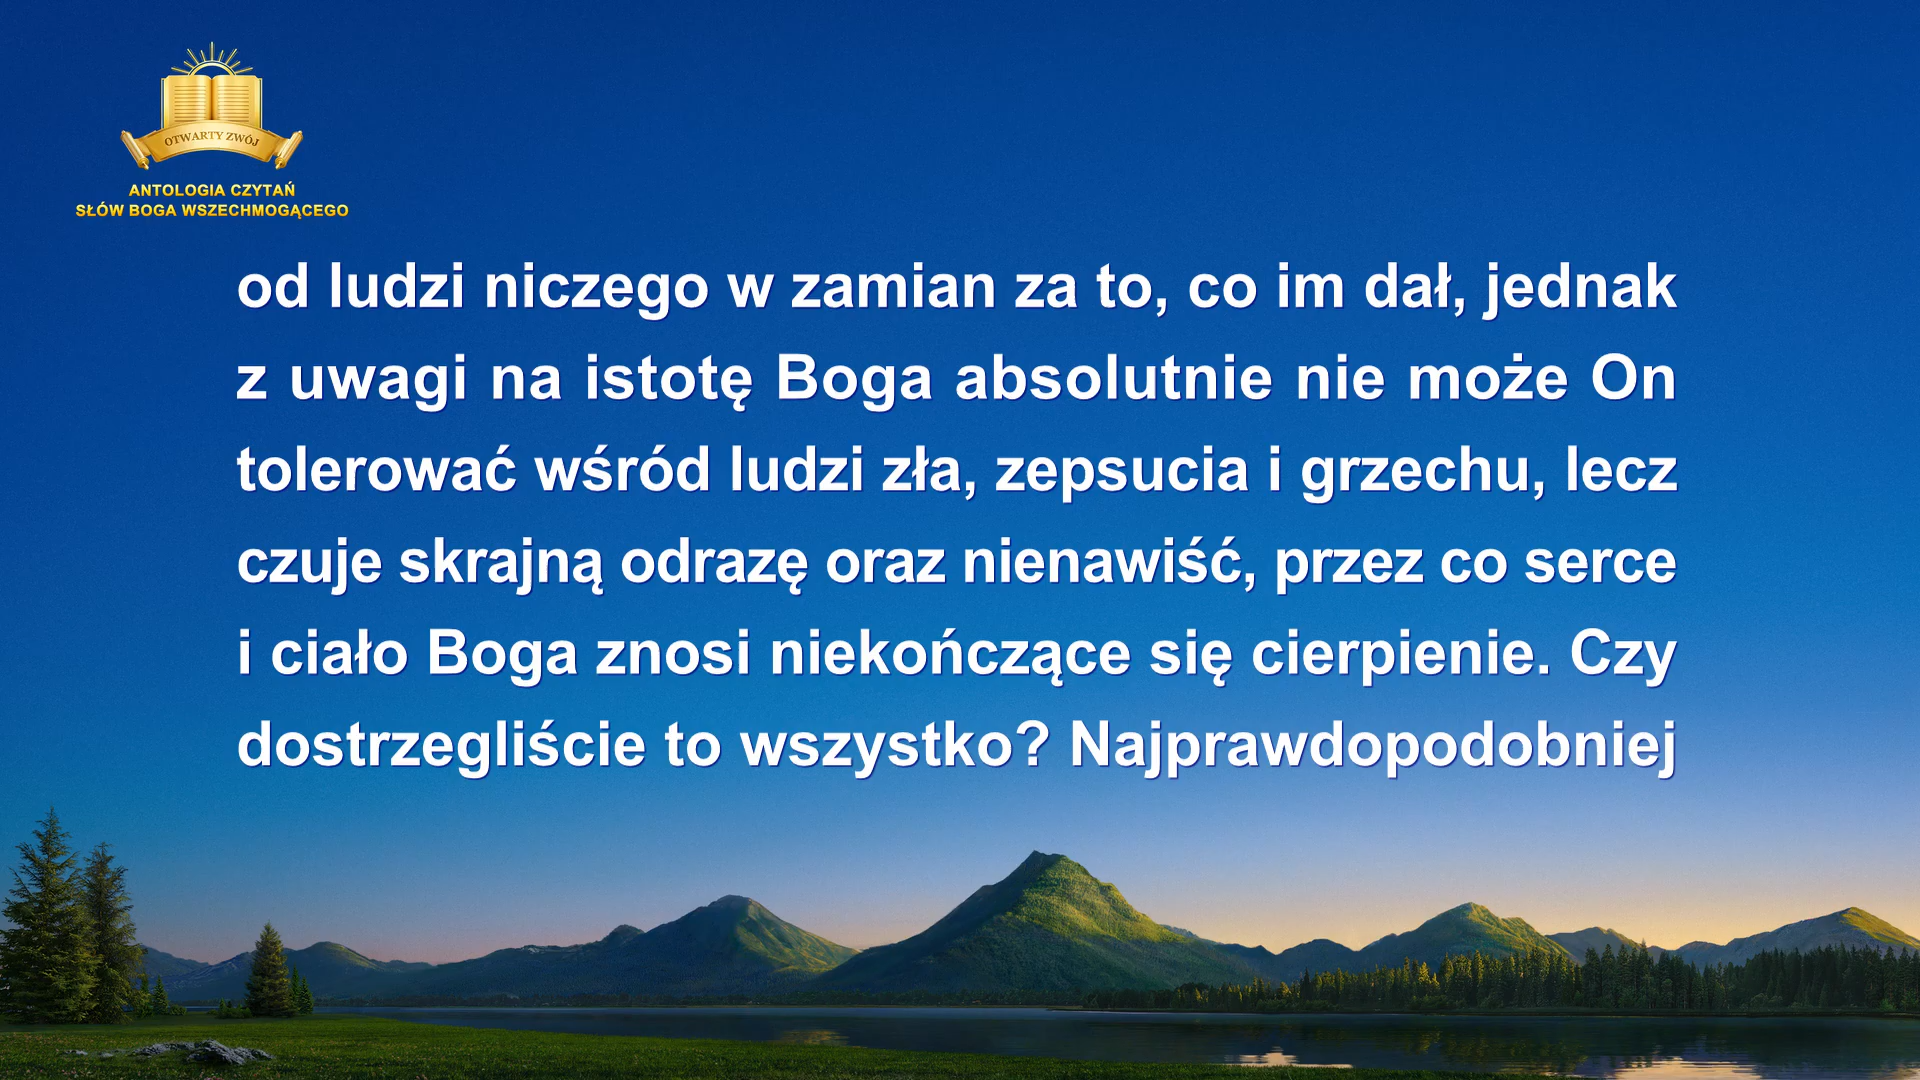 OTWARTY ZWÓJ
ANTOLOGIA CZYTAŃ
SŁÓW BOGA WSZECHMOGĄCEGO
od ludzi niczego w zamian za to, co im dał, jednak
z uwagi na istotę Boga absolutnie nie może On
tolerować wśród ludzi zła, zepsucia i grzechu, lecz
czuje skrajną odrazę oraz nienawiść, przez co serce
i ciało Boga znosi niekończące się cierpienie. Czy
dostrzegliście to wszystko? Najprawdopodobniej